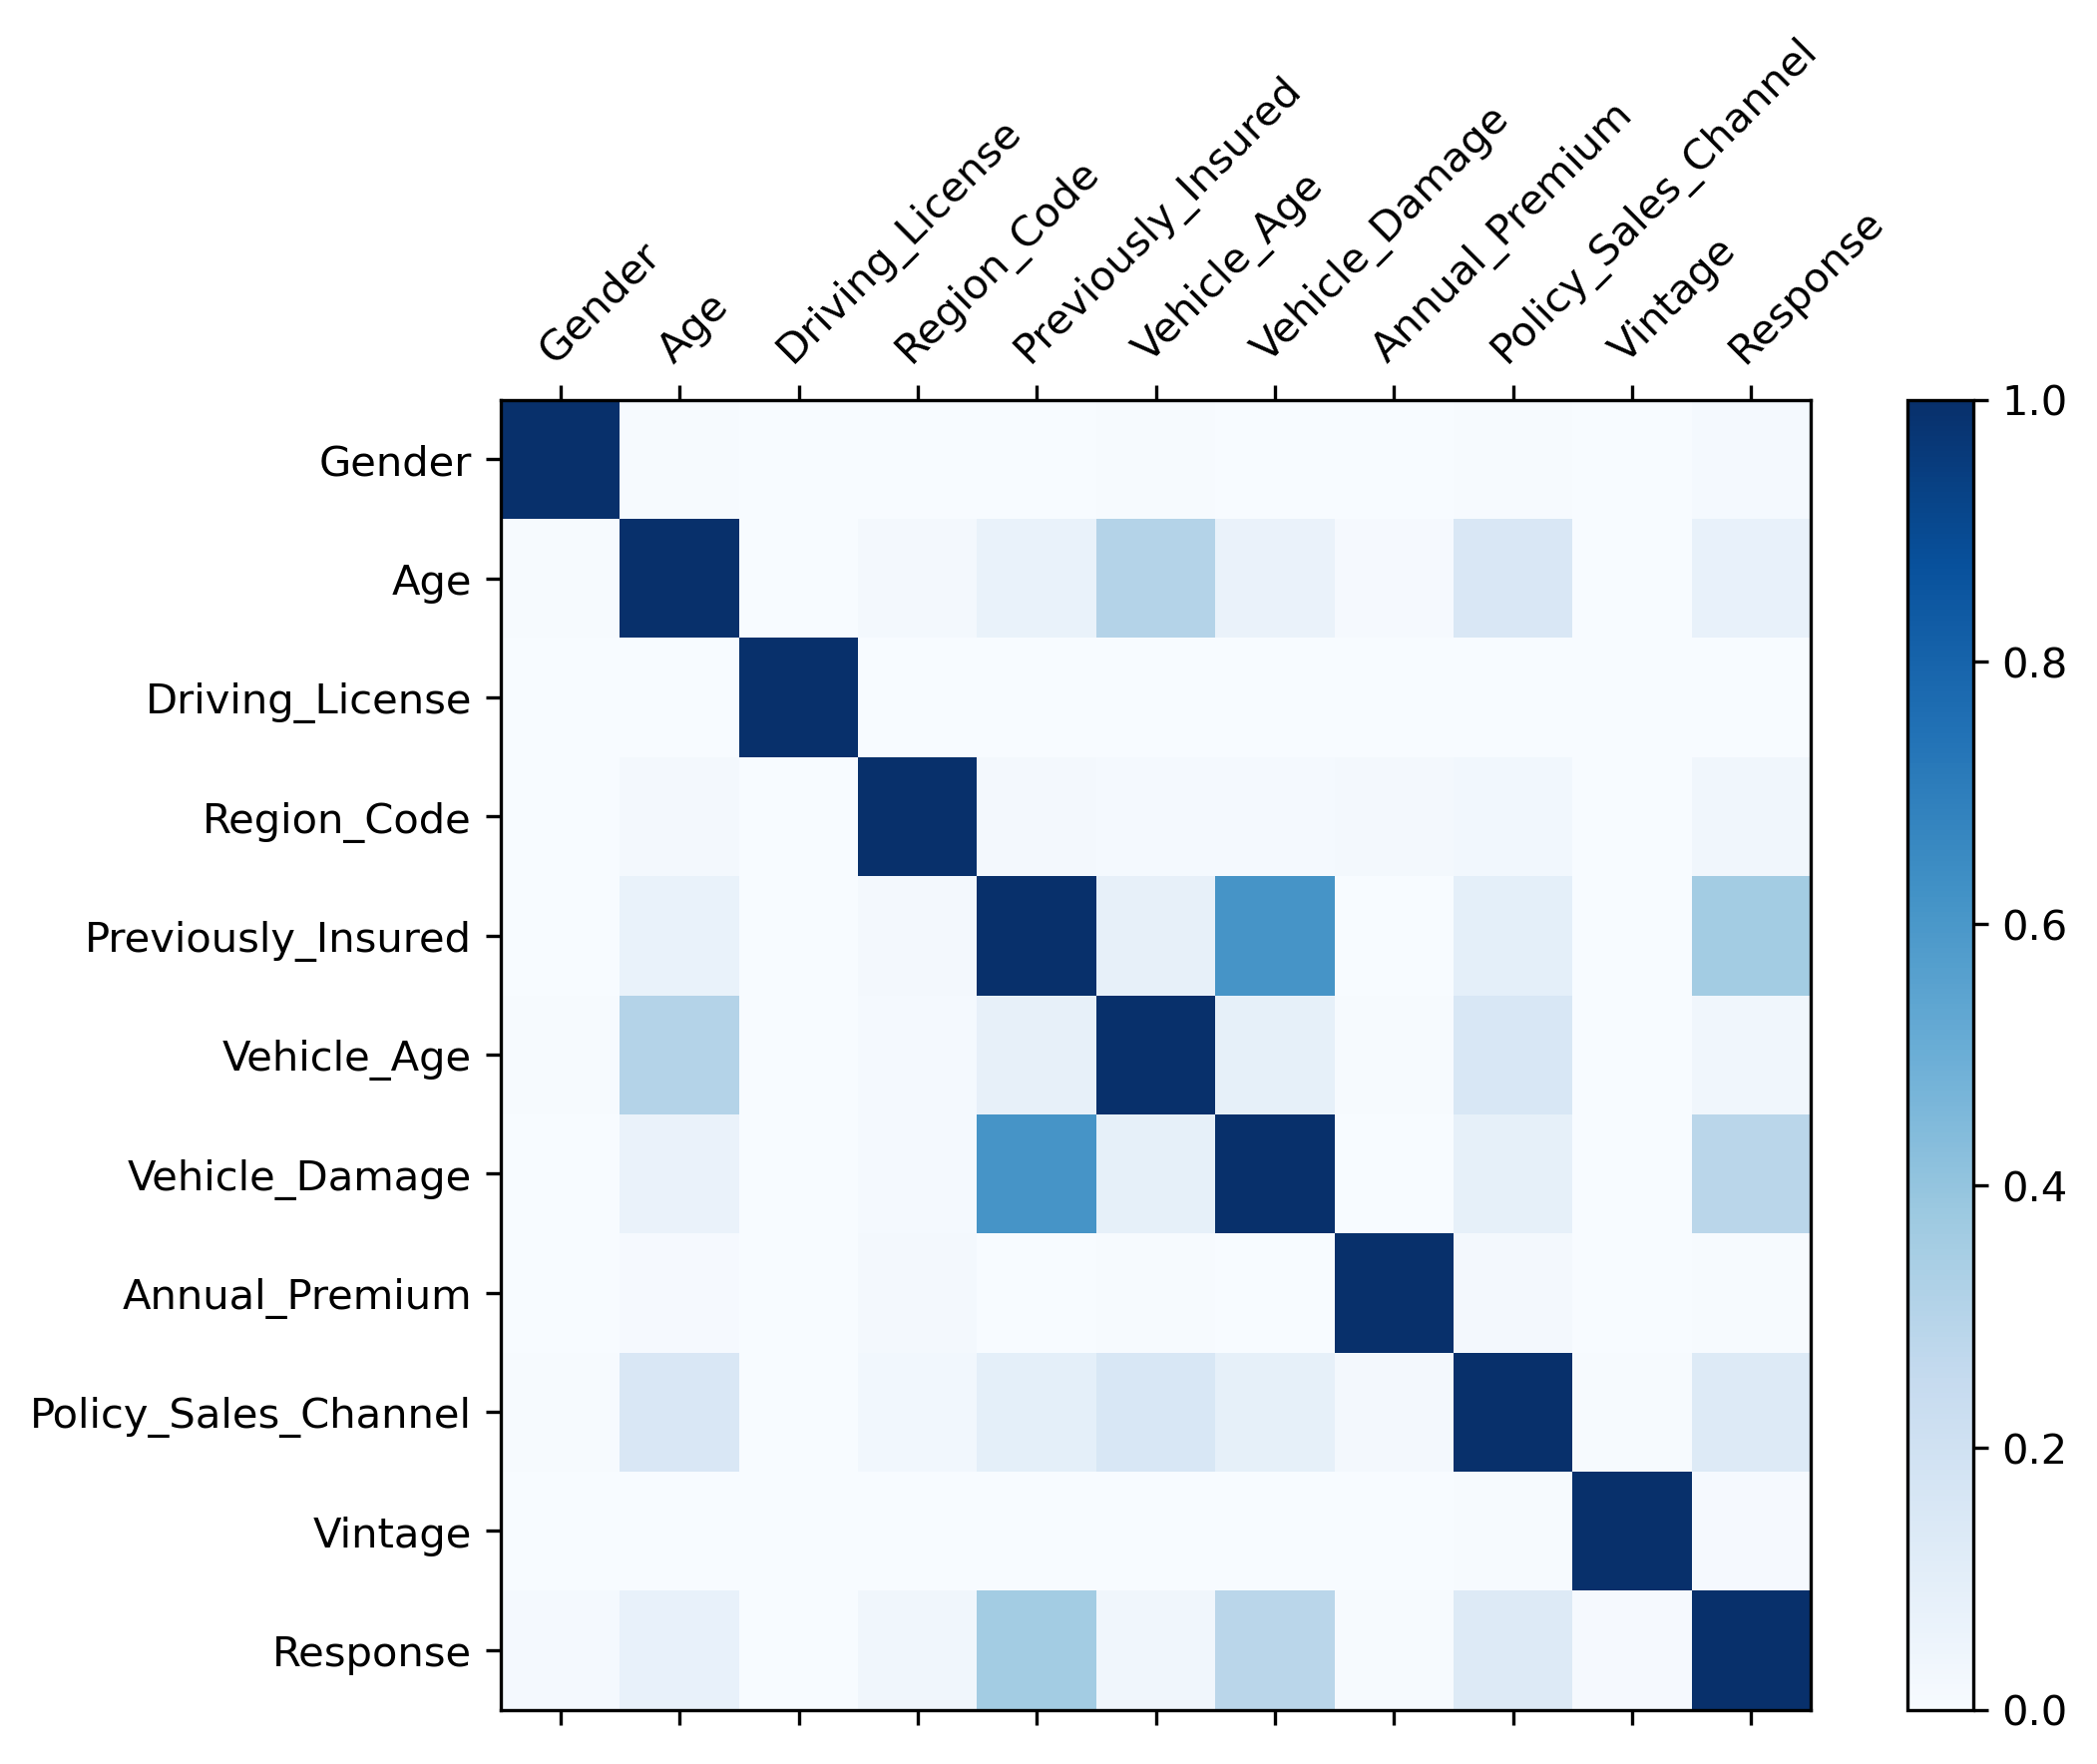 Gender
Age
Driving_License
Region_Code
Previously_Insured
Vehicle_Age
Vehicle_Damage
Annual_Premium
Policy_Sales_Channel
Vintage
Response
Gender
Age
Driving_License
Region_Code
Previously_Insured
Vehicle_Age
Vehicle_Damage
Annual_Premium
Policy_Sales_Channel
Vintage
Response
1.0
0.8
0.6
0.4
0.2
0.0